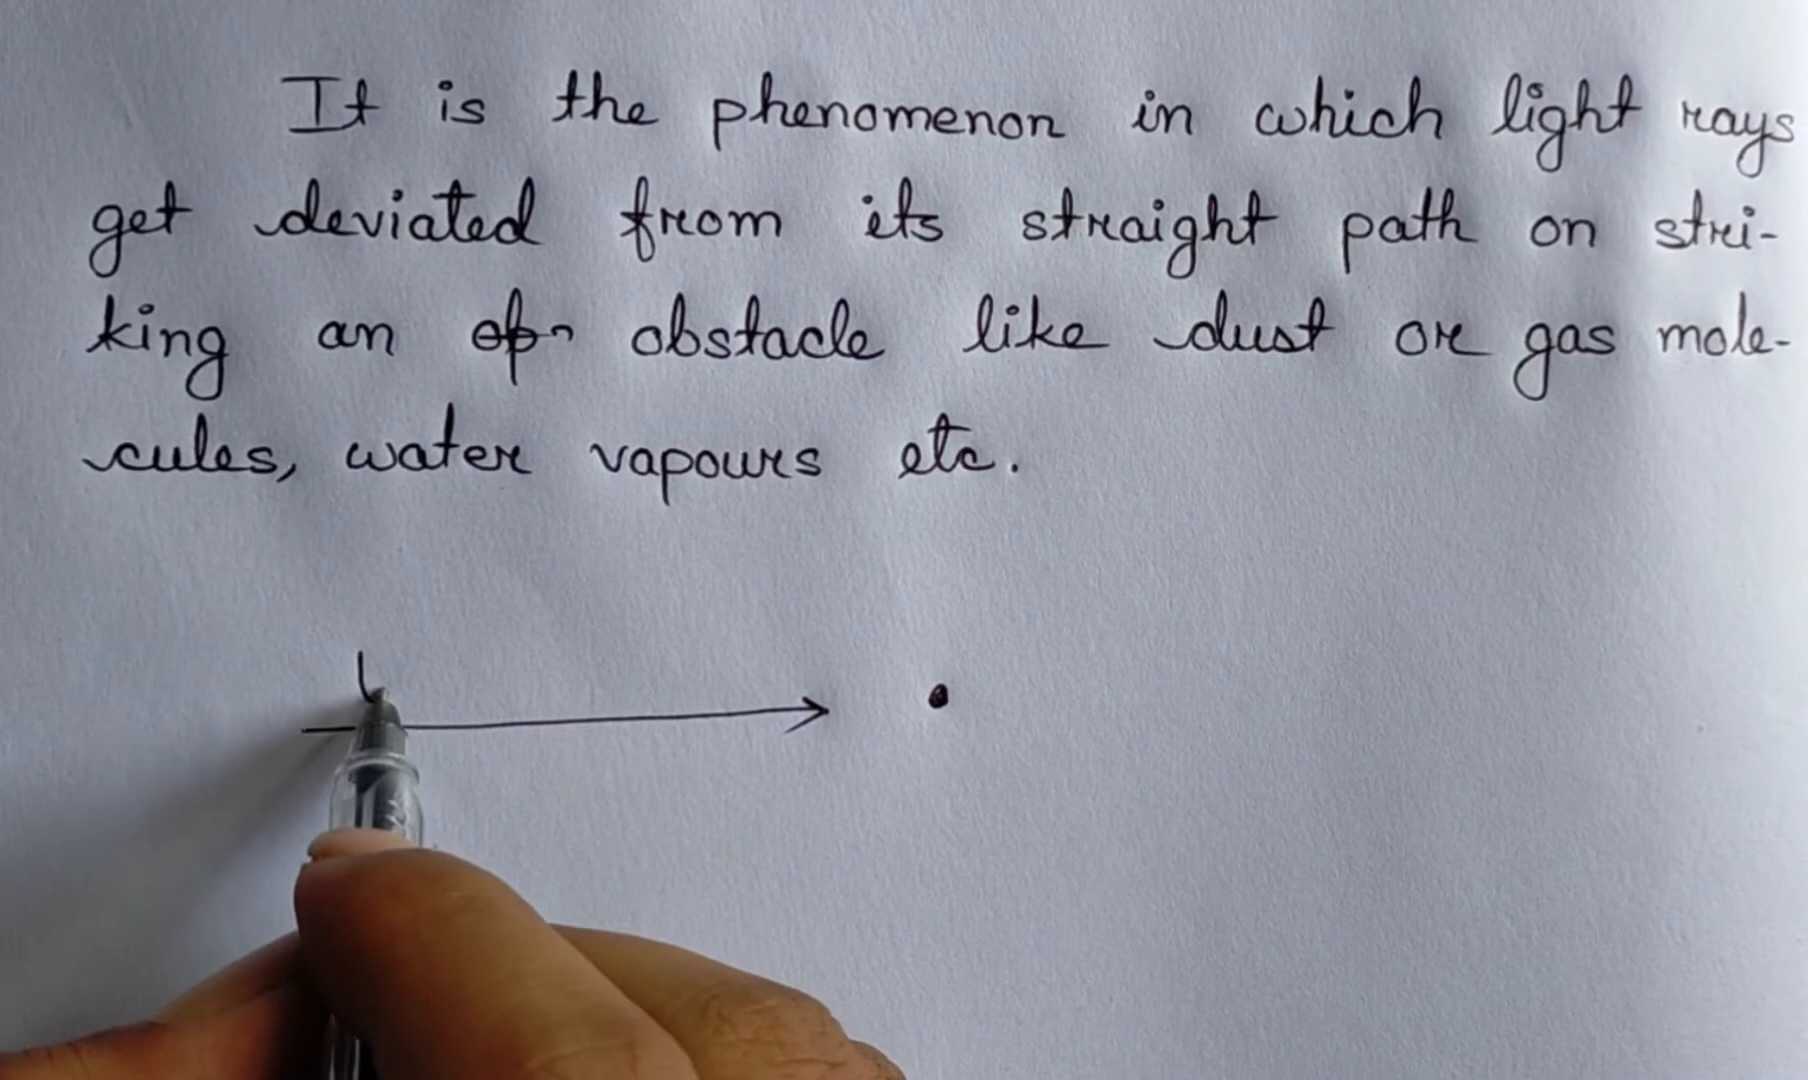 It is the phenomenon in which light rays
get deviated from its straight path on stri-
king an obstacle like dust or gas mole-
cules, water vapours etc.